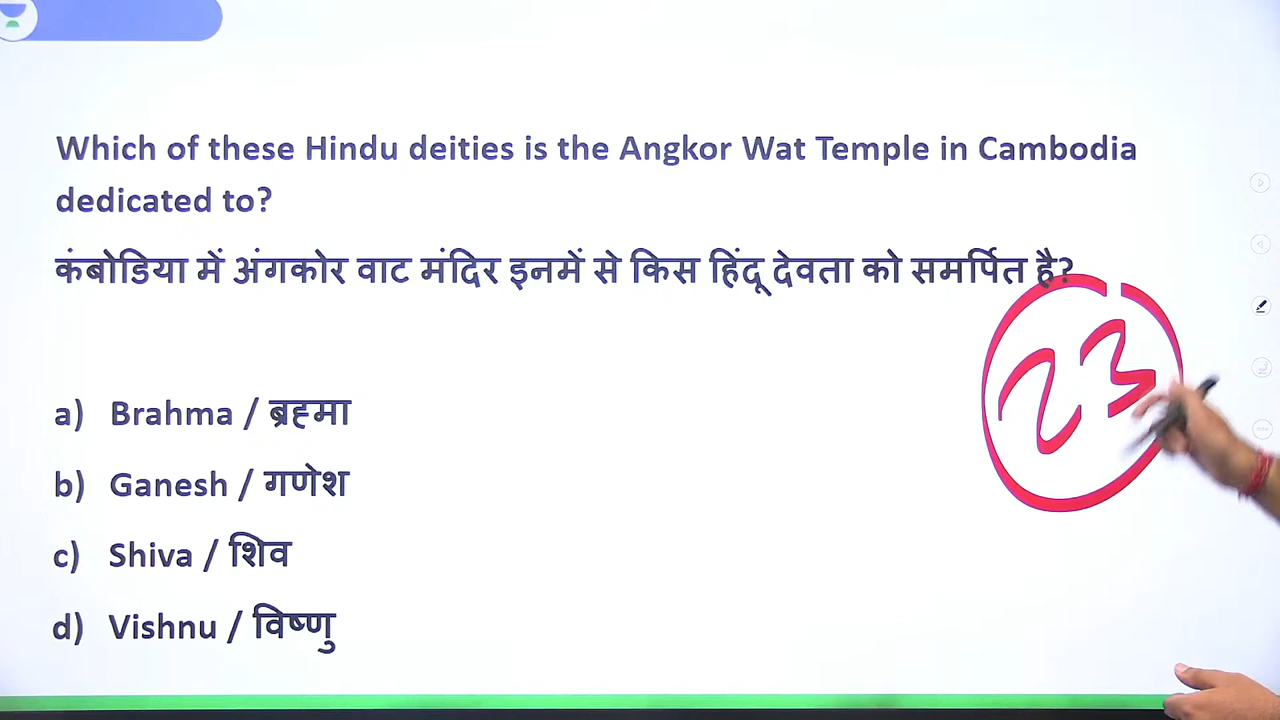 Which of these Hindu deities is the Angkor Wat Temple in Cambodia
dedicated to?
कंबोडिया में अंगकोर वाट मंदिर इनमें से किस हिंदू देवता को समर्पित है?
23
a) Brahma / ब्रह्मा
b) Ganesh / गणेश
c) Shiva / शिव
d) Vishnu / विष्णु